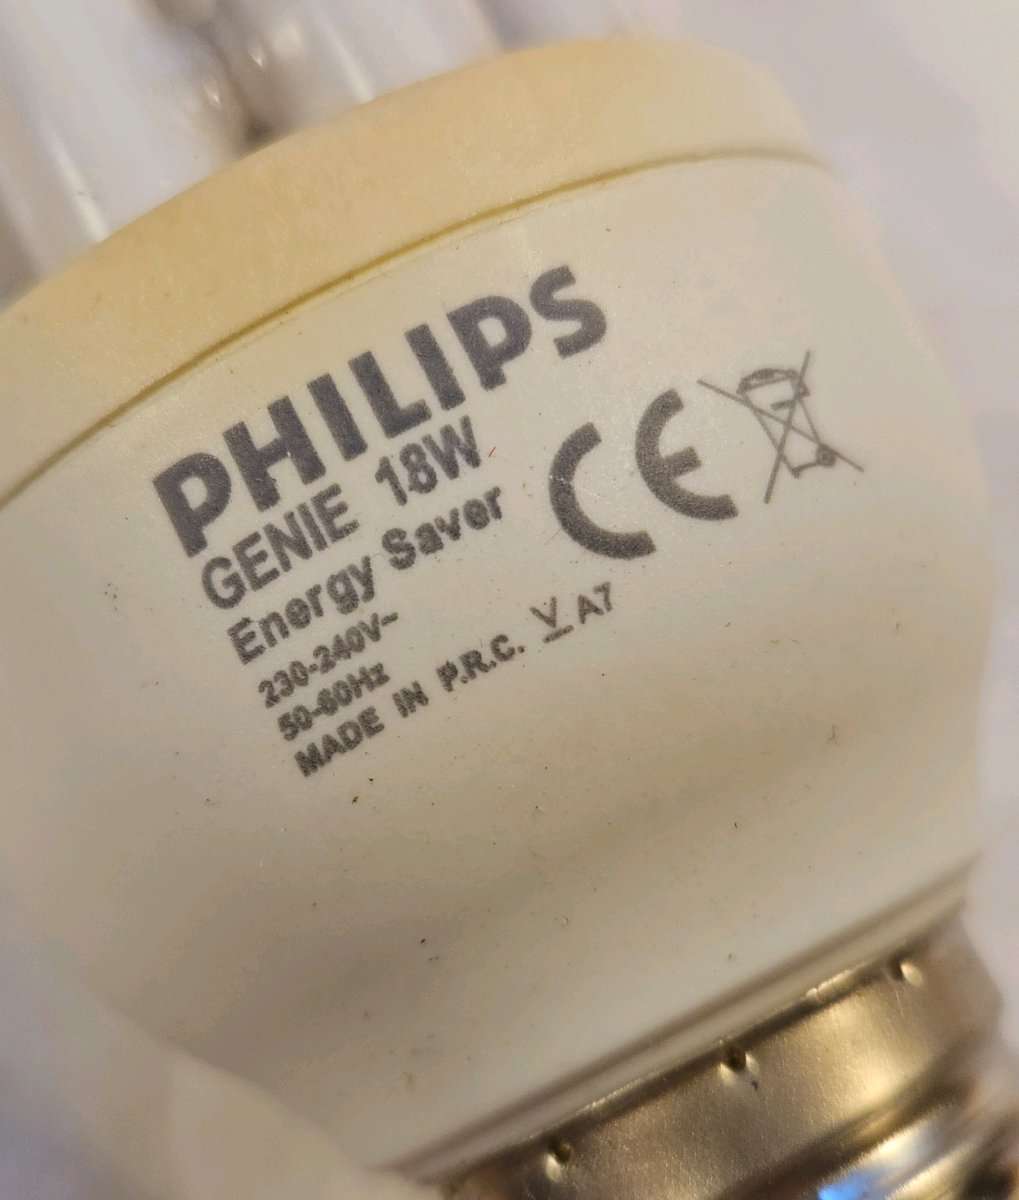 PHILIPS
GENIE 18W
Energy Saver
CE
230-240V~
50-60Hz
MADE IN P.R.C. V A7